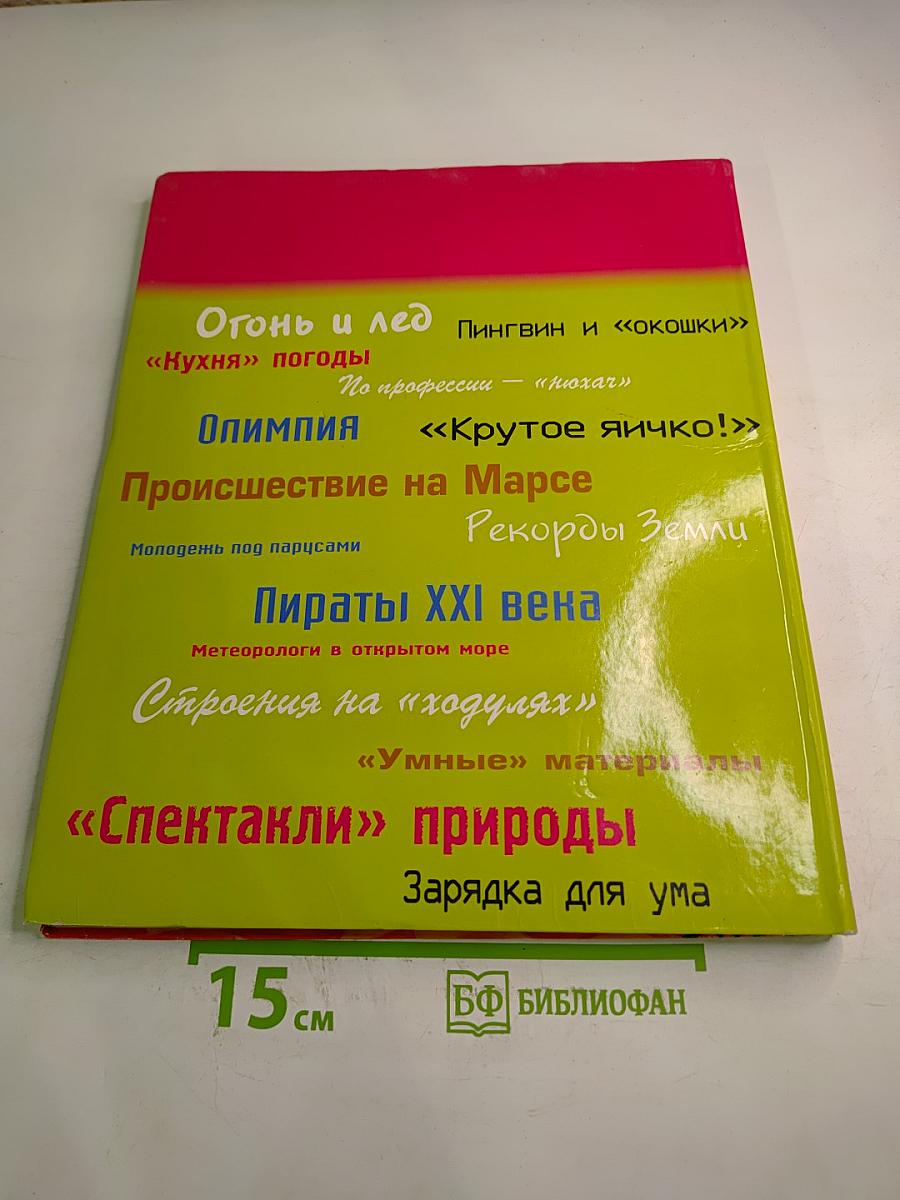 Огонь и лед
Пингвин и «окошки»
«Кухня» погоды
По профессии — «нюхач»
Олимпия
«Крутое яичко!»
Происшествие на Марсе
Рекорды Земли
Молодежь под парусами
Пираты XXI века
Метеорологи в открытом море
Строения на «ходулях»
«Умные» материалы
«Спектакли» природы
Зарядка для ума
15 см
БФ БИБЛИОФАН